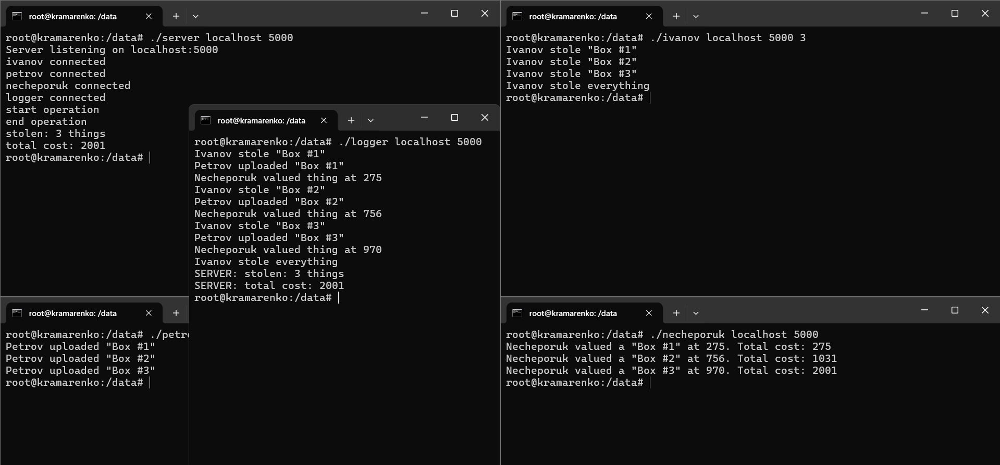 root@kramarenko: /data
root@kramarenko:/data# ./server localhost 5000
Server listening on localhost:5000
ivanov connected
petrov connected
necheporuk connected
logger connected
start operation
end operation
stolen: 3 things
total cost: 2001
root@kramarenko:/data#
root@kramarenko: /data
root@kramarenko:/data# ./ivanov localhost 5000 3
Ivanov stole "Box #1"
Ivanov stole "Box #2"
Ivanov stole "Box #3"
Ivanov stole everything
root@kramarenko:/data#
root@kramarenko: /data
root@kramarenko:/data# ./logger localhost 5000
Ivanov stole "Box #1"
Petrov uploaded "Box #1"
Necheporuk valued thing at 275
Ivanov stole "Box #2"
Petrov uploaded "Box #2"
Necheporuk valued thing at 756
Ivanov stole "Box #3"
Petrov uploaded "Box #3"
Necheporuk valued thing at 970
Ivanov stole everything
SERVER: stolen: 3 things
SERVER: total cost: 2001
root@kramarenko:/data#
root@kramarenko: /data
root@kramarenko:/data#
Petrov uploaded "Box #1"
Petrov uploaded "Box #2"
Petrov uploaded "Box #3"
root@kramarenko:/data#
root@kramarenko: /data
root@kramarenko:/data# ./necheporuk localhost 5000
Necheporuk valued a "Box #1" at 275. Total cost: 275
Necheporuk valued a "Box #2" at 756. Total cost: 1031
Necheporuk valued a "Box #3" at 970. Total cost: 2001
root@kramarenko:/data#